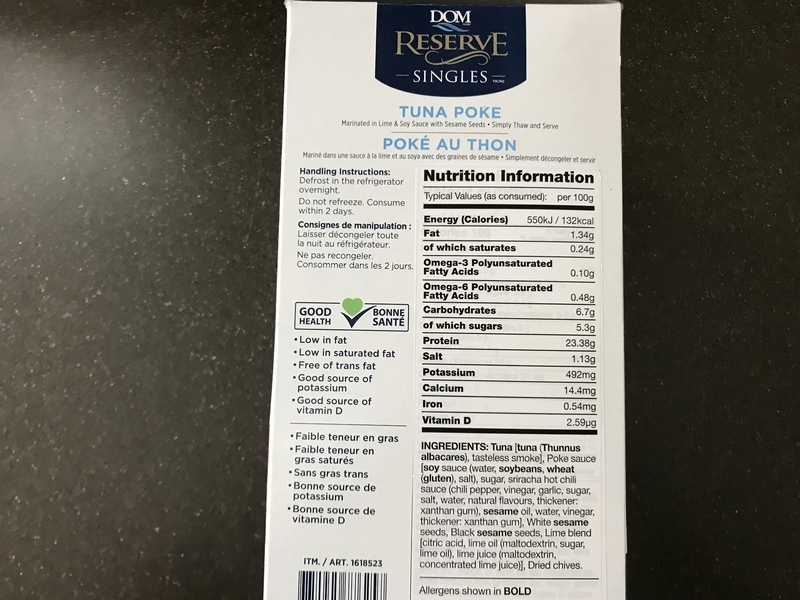 DOM
RESERVE
SINGLES
TUNA POKE
Marinated in Lime & Soy Sauce with Sesame Seeds • Simply Thaw and Serve
POKÉ AU THON
Mariné dans une sauce à la lime et au soya avec des graines de sésame • Simplement décongeler et servir
Handling Instructions:
Defrost in the refrigerator
overnight.
Do not refreeze. Consume
within 2 days.
Consignes de manipulation :
Laisser décongeler toute
la nuit au réfrigérateur.
Ne pas recongeler.
Consommer dans les 2 jours.
GOOD HEALTH BONNE SANTÉ
• Low in fat
• Low in saturated fat
• Free of trans fat
• Good source of
potassium
• Good source of
vitamin D
• Faible teneur en gras
• Faible teneur en
gras saturés
• Sans gras trans
• Bonne source de
potassium
• Bonne source de
vitamine D
ITM. / ART. 1618523
Nutrition Information
Typical Values (as consumed): per 100g
Energy (Calories) 550kJ / 132kcal
Fat 1.34g
of which saturates 0.24g
Omega-3 Polyunsaturated
Fatty Acids 0.10g
Omega-6 Polyunsaturated
Fatty Acids 0.48g
Carbohydrates 6.7g
of which sugars 5.3g
Protein 23.38g
Salt 1.13g
Potassium 492mg
Calcium 14.4mg
Iron 0.54mg
Vitamin D 2.59µg
INGREDIENTS: Tuna [tuna (Thunnus
albacares), tasteless smoke], Poke sauce
[soy sauce (water, soybeans, wheat
(gluten), salt), sugar, sriracha hot chili
sauce (chili pepper, vinegar, garlic, sugar,
salt, water, natural flavours, thickener:
xanthan gum), sesame oil, water, vinegar,
thickener: xanthan gum], White sesame
seeds, Black sesame seeds, Lime blend
[citric acid, lime oil (maltodextrin, sugar,
lime oil), lime juice (maltodextrin,
concentrated lime juice)], Dried chives.
Allergens shown in BOLD